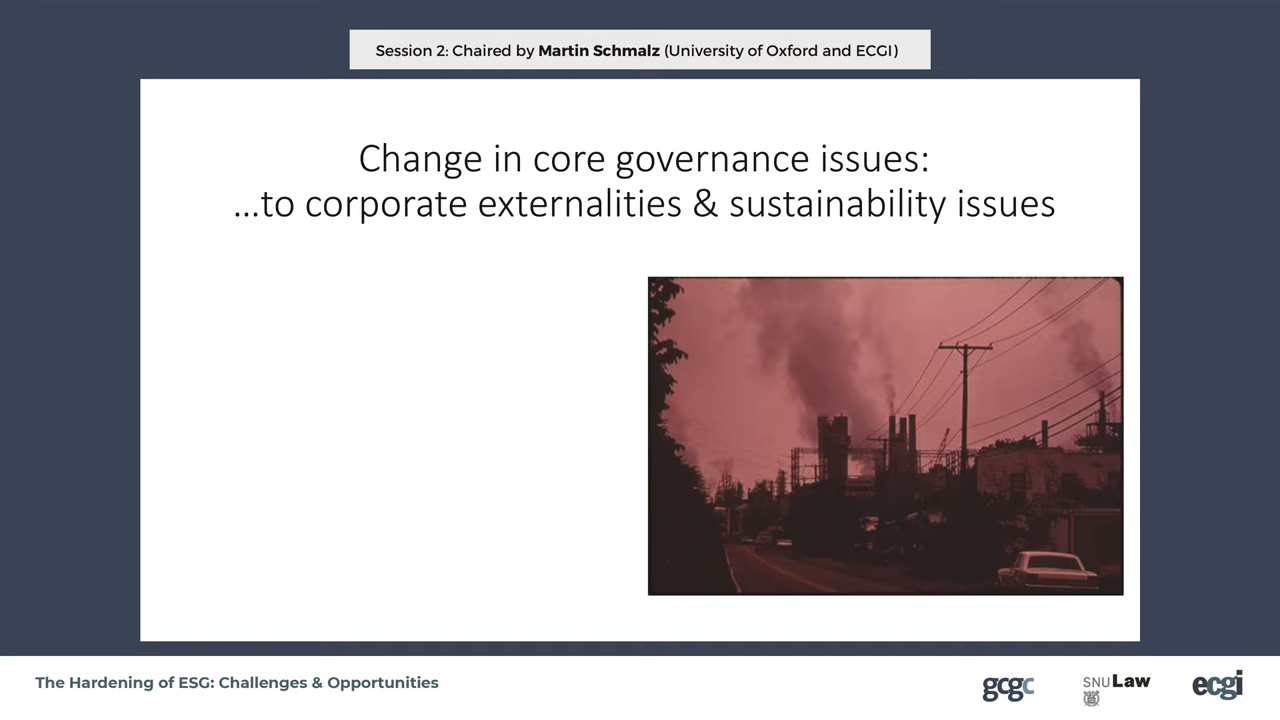 Session 2: Chaired by Martin Schmalz (University of Oxford and ECGI)
Change in core governance issues:
...to corporate externalities & sustainability issues
The Hardening of ESG: Challenges & Opportunities
gcgc
SNU Law
ecgi